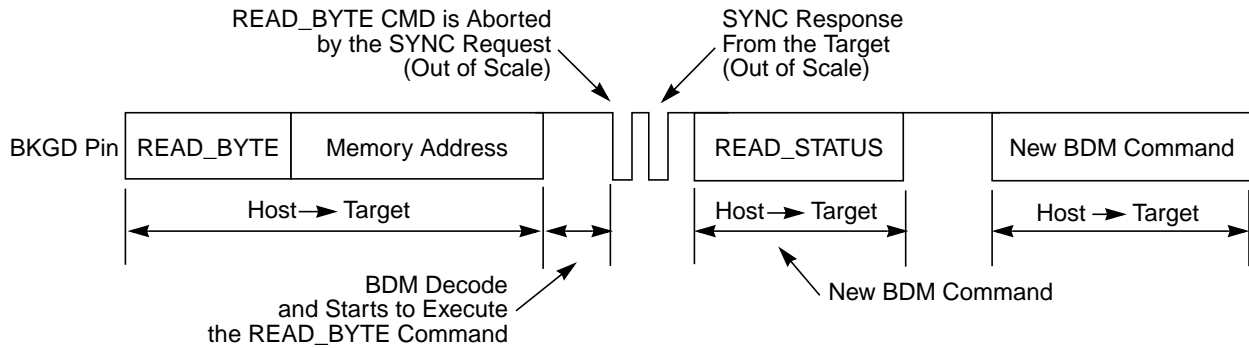 READ_BYTE CMD is Aborted
by the SYNC Request
(Out of Scale)
SYNC Response
From the Target
(Out of Scale)
BKGD Pin
READ_BYTE
Memory Address
READ_STATUS
New BDM Command
Host → Target
Host → Target
Host → Target
BDM Decode
and Starts to Execute
the READ_BYTE Command
New BDM Command